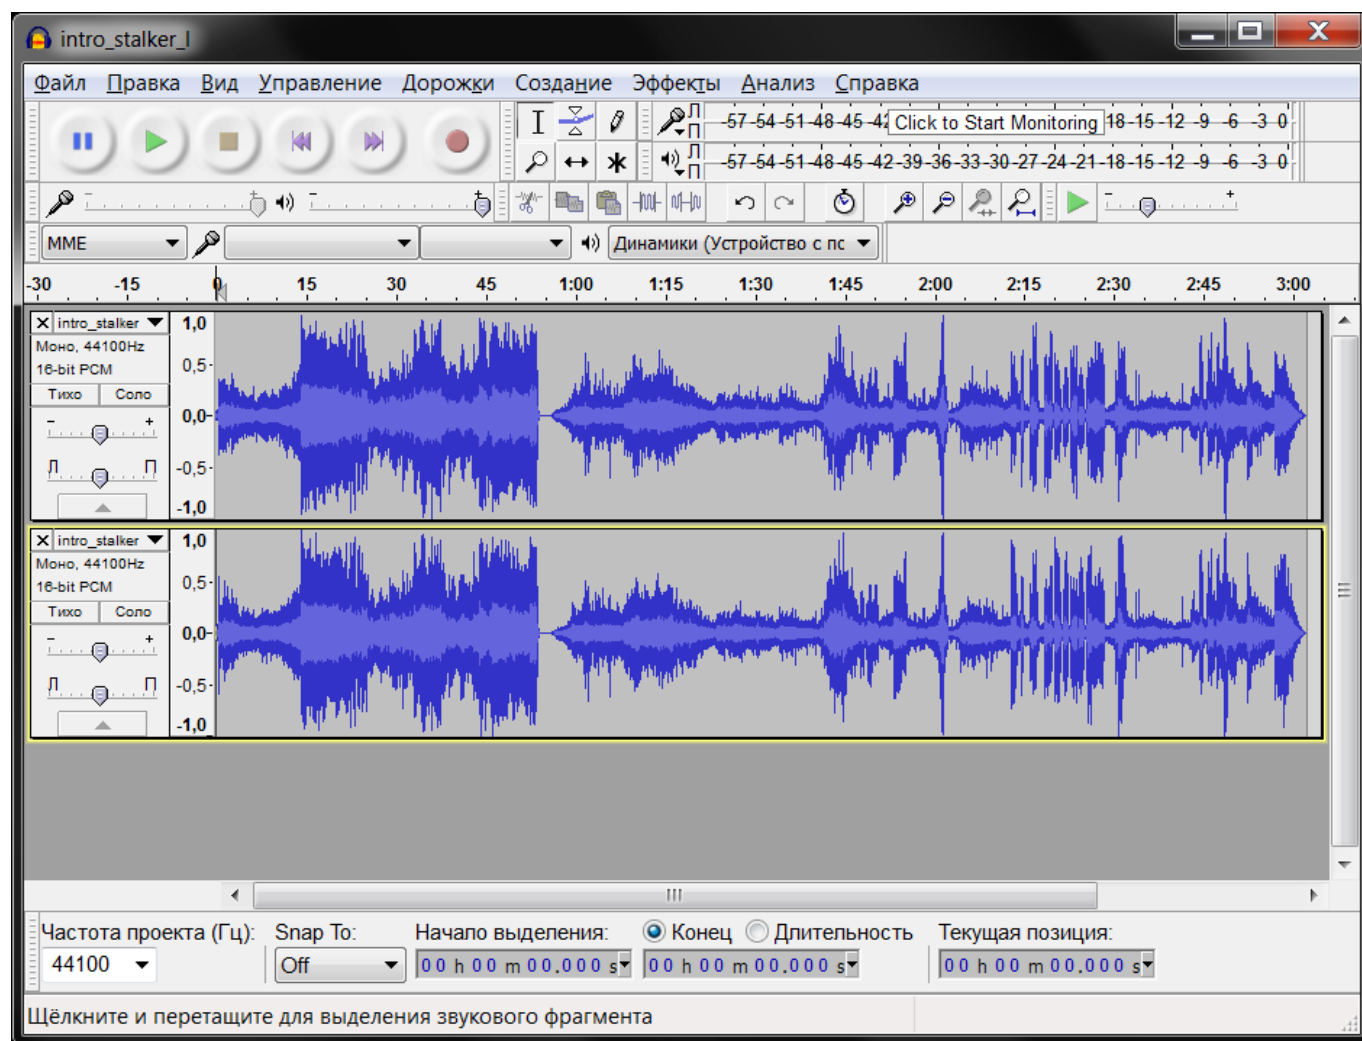 intro_stalker_l
Файл Правка Вид Управление Дорожки Создание Эффекты Анализ Справка
Л П -57 -54 -51 -48 -45 -42 Click to Start Monitoring 18 -15 -12 -9 -6 -3 0
Л П -57 -54 -51 -48 -45 -42 -39 -36 -33 -30 -27 -24 -21 -18 -15 -12 -9 -6 -3 0
MME Динамики (Устройство с пс
-30 -15 0 15 30 45 1:00 1:15 1:30 1:45 2:00 2:15 2:30 2:45 3:00
X intro_stalker 1,0
Моно, 44100Hz
16-bit PCM 0,5
Тихо Соло
- + 0,0
Л П -0,5
-1,0
X intro_stalker 1,0
Моно, 44100Hz
16-bit PCM 0,5
Тихо Соло
- + 0,0
Л П -0,5
-1,0
Частота проекта (Гц): Snap To: Начало выделения: Конец Длительность Текущая позиция:
44100 Off 00 h 00 m 00.000 s 00 h 00 m 00.000 s 00 h 00 m 00.000 s
Щёлкните и перетащите для выделения звукового фрагмента